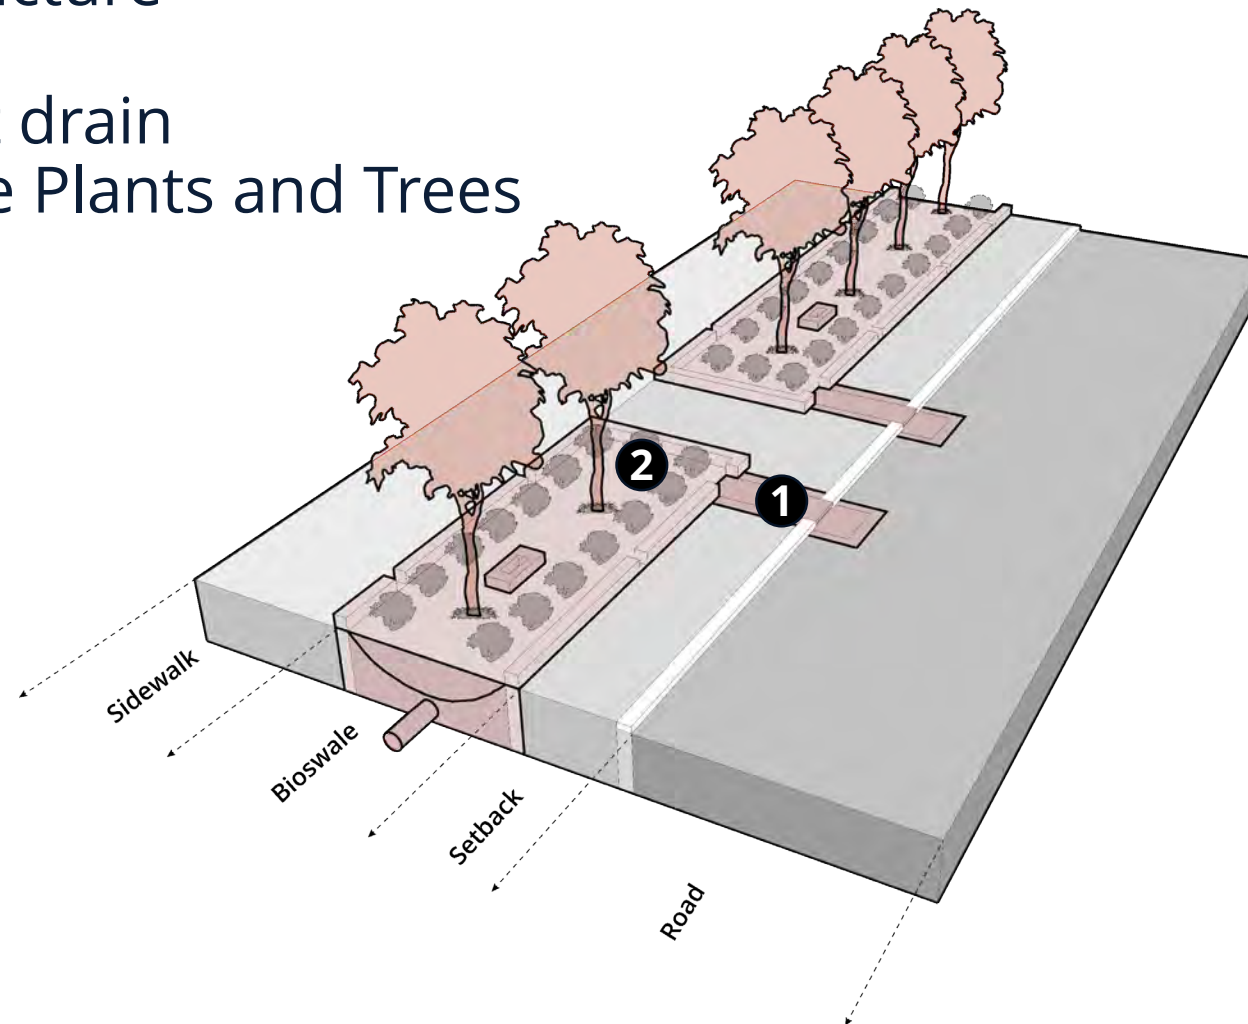 drain
Plants and Trees
2
1
Sidewalk
Bioswale
Setback
Road